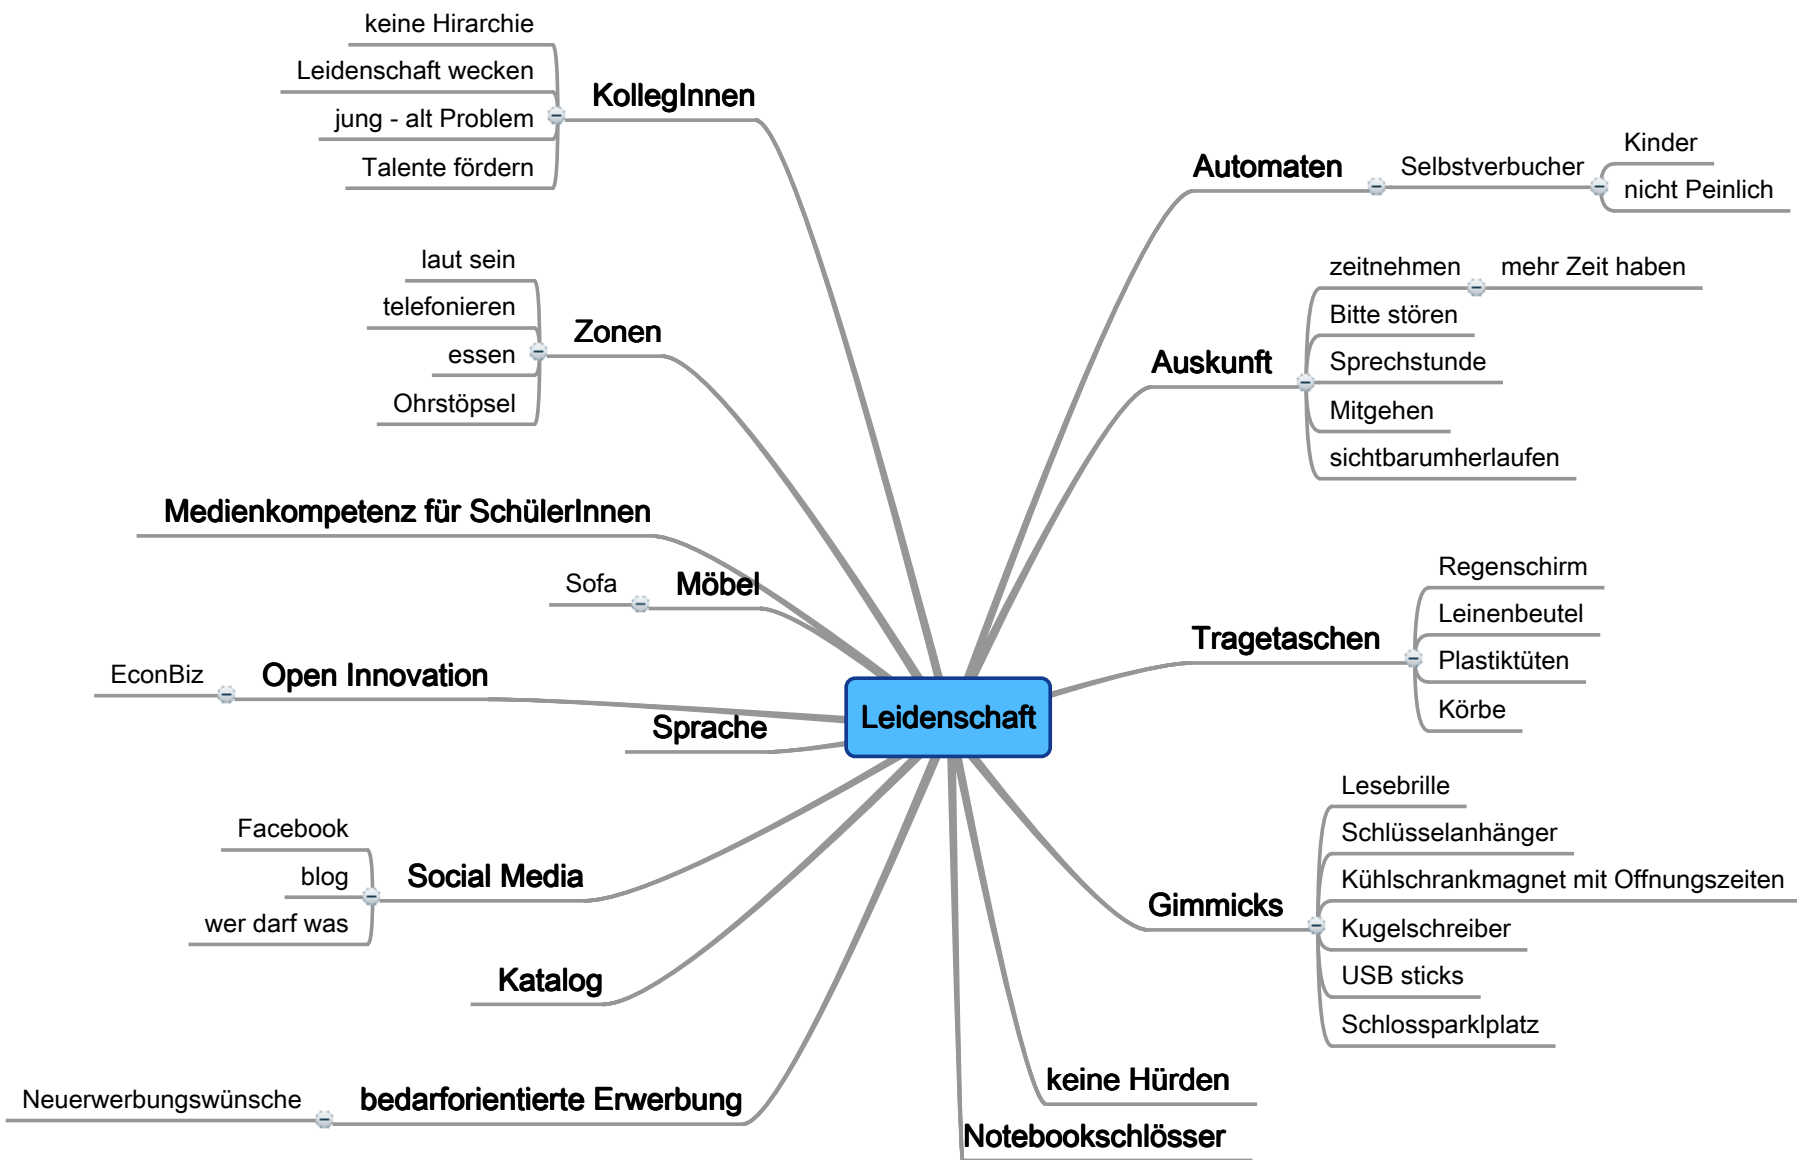 keine Hirarchie
Leidenschaft wecken
jung - alt Problem
Talente fördern
KollegInnen
laut sein
telefonieren
essen
Ohrstöpsel
Zonen
Medienkompetenz für SchülerInnen
Sofa
Möbel
EconBiz
Open Innovation
Sprache
Facebook
blog
wer darf was
Social Media
Katalog
Neuerwerbungswünsche
bedarforientierte Erwerbung
Leidenschaft
Automaten
Selbstverbucher
Kinder
nicht Peinlich
Auskunft
zeitnehmen
mehr Zeit haben
Bitte stören
Sprechstunde
Mitgehen
sichtbarumherlaufen
Tragetaschen
Regenschirm
Leinenbeutel
Plastiktüten
Körbe
Gimmicks
Lesebrille
Schlüsselanhänger
Kühlschrankmagnet mit Offnungszeiten
Kugelschreiber
USB sticks
Schlossparklplatz
keine Hürden
Notebookschlösser